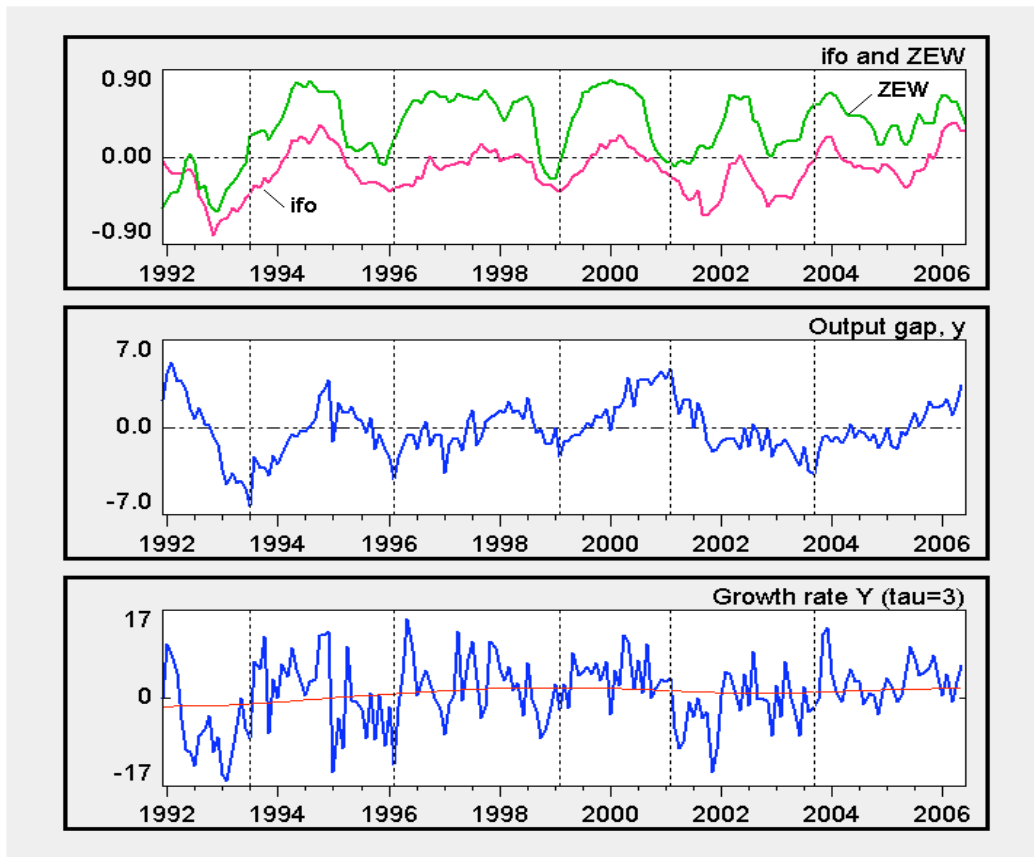 ifo and ZEW
0.90
0.00
-0.90
ZEW
ifo
1992 1994 1996 1998 2000 2002 2004 2006
Output gap, y
7.0
0.0
-7.0
1992 1994 1996 1998 2000 2002 2004 2006
Growth rate Y (tau=3)
17
0
-17
1992 1994 1996 1998 2000 2002 2004 2006